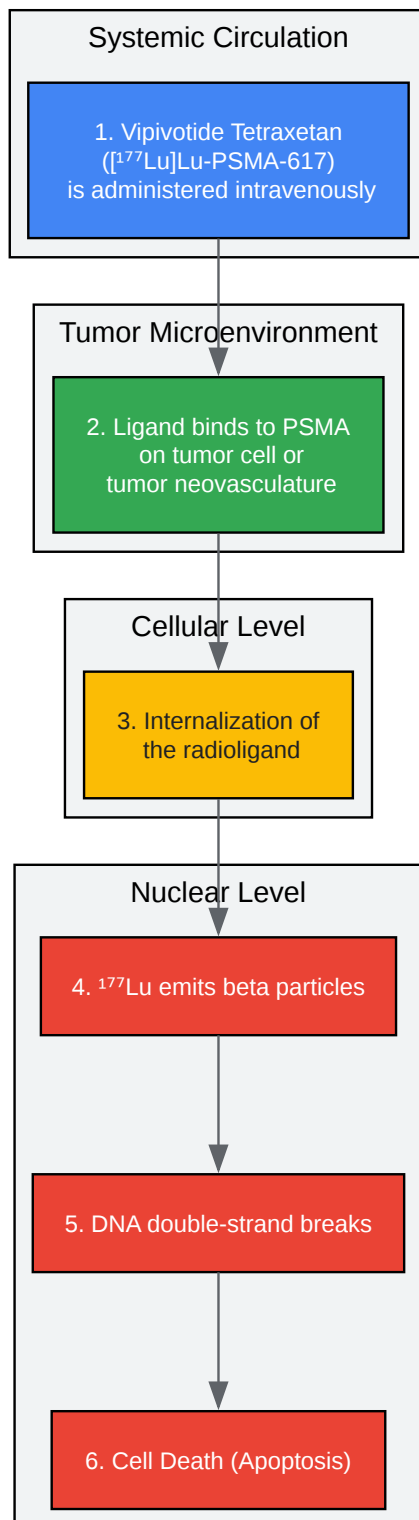 Systemic Circulation
1. Vipivotide Tetraxetan
([¹⁷⁷Lu]Lu-PSMA-617)
is administered intravenously
Tumor Microenvironment
2. Ligand binds to PSMA
on tumor cell or
tumor neovasculature
Cellular Level
3. Internalization of
the radioligand
Nuclear Level
4. ¹⁷⁷Lu emits beta particles
5. DNA double-strand breaks
6. Cell Death (Apoptosis)